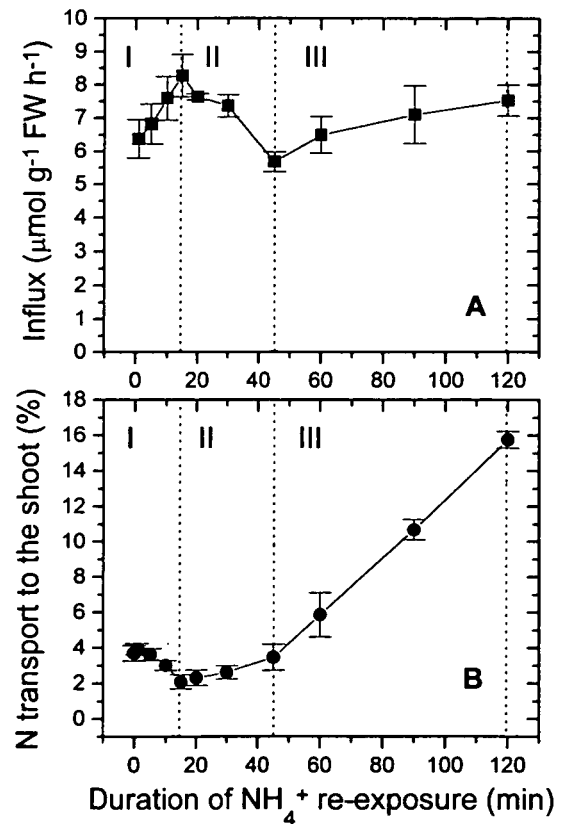 10
9
8
7
6
5
4
3
2
1
0
Influx (µmol g⁻¹ FW h⁻¹)
I II III
A
0 20 40 60 80 100 120
18
16
14
12
10
8
6
4
2
0
N transport to the shoot (%)
I II III
B
0 20 40 60 80 100 120
Duration of NH₄⁺ re-exposure (min)